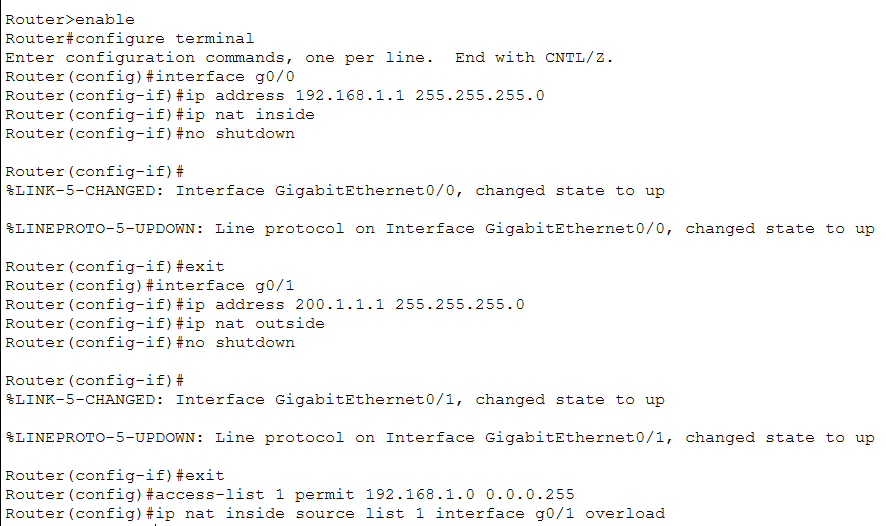 Router>enable
Router#configure terminal
Enter configuration commands, one per line.  End with CNTL/Z.
Router(config)#interface g0/0
Router(config-if)#ip address 192.168.1.1 255.255.255.0
Router(config-if)#ip nat inside
Router(config-if)#no shutdown
Router(config-if)#
%LINK-5-CHANGED: Interface GigabitEthernet0/0, changed state to up
%LINEPROTO-5-UPDOWN: Line protocol on Interface GigabitEthernet0/0, changed state to up
Router(config-if)#exit
Router(config)#interface g0/1
Router(config-if)#ip address 200.1.1.1 255.255.255.0
Router(config-if)#ip nat outside
Router(config-if)#no shutdown
Router(config-if)#
%LINK-5-CHANGED: Interface GigabitEthernet0/1, changed state to up
%LINEPROTO-5-UPDOWN: Line protocol on Interface GigabitEthernet0/1, changed state to up
Router(config-if)#exit
Router(config)#access-list 1 permit 192.168.1.0 0.0.0.255
Router(config)#ip nat inside source list 1 interface g0/1 overload